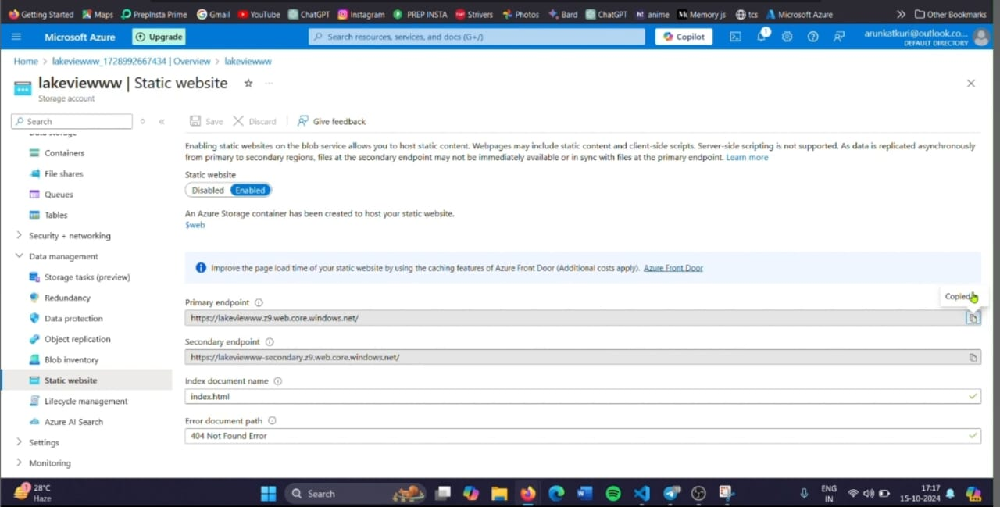 Getting Started Maps PrepInsta Prime Gmail YouTube ChatGPT Instagram PREP INSTA Strivers Photos Bard ChatGPT h! anime Memory js tcs Microsoft Azure Other Bookmarks
Microsoft Azure Upgrade Search resources, services, and docs (G+/) Copilot 1 arunkatkuri@outlook.co...
DEFAULT DIRECTORY
Home > lakeviewww_1728992667434 | Overview > lakeviewww
lakeviewww | Static website
Storage account
Search
Save Discard Give feedback
Data storage
Containers
File shares
Queues
Tables
Security + networking
Data management
Storage tasks (preview)
Redundancy
Data protection
Object replication
Blob inventory
Static website
Lifecycle management
Azure AI Search
Settings
Monitoring
Enabling static websites on the blob service allows you to host static content. Webpages may include static content and client-side scripts. Server-side scripting is not supported. As data is replicated asynchronously
from primary to secondary regions, files at the secondary endpoint may not be immediately available or in sync with files at the primary endpoint. Learn more
Static website
Disabled Enabled
An Azure Storage container has been created to host your static website.
$web
Improve the page load time of your static website by using the caching features of Azure Front Door (Additional costs apply). Azure Front Door
Primary endpoint
Copied
https://lakeviewww.z9.web.core.windows.net/
Secondary endpoint
https://lakeviewww-secondary.z9.web.core.windows.net/
Index document name
index.html
Error document path
404 Not Found Error
1 28°C
Haze
Search
ENG
IN
17:17
15-10-2024